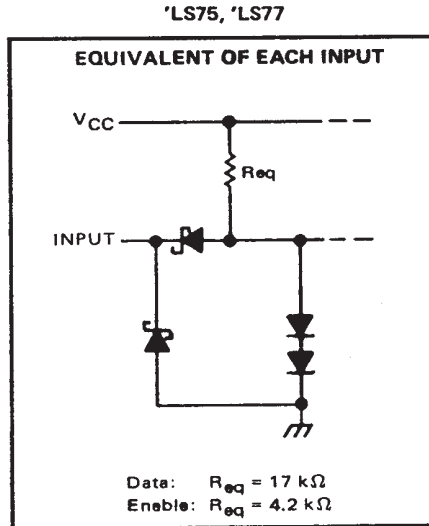 'LS75, 'LS77
EQUIVALENT OF EACH INPUT
VCC
Req
INPUT
Data: Req = 17 kΩ
Enable: Req = 4.2 kΩ